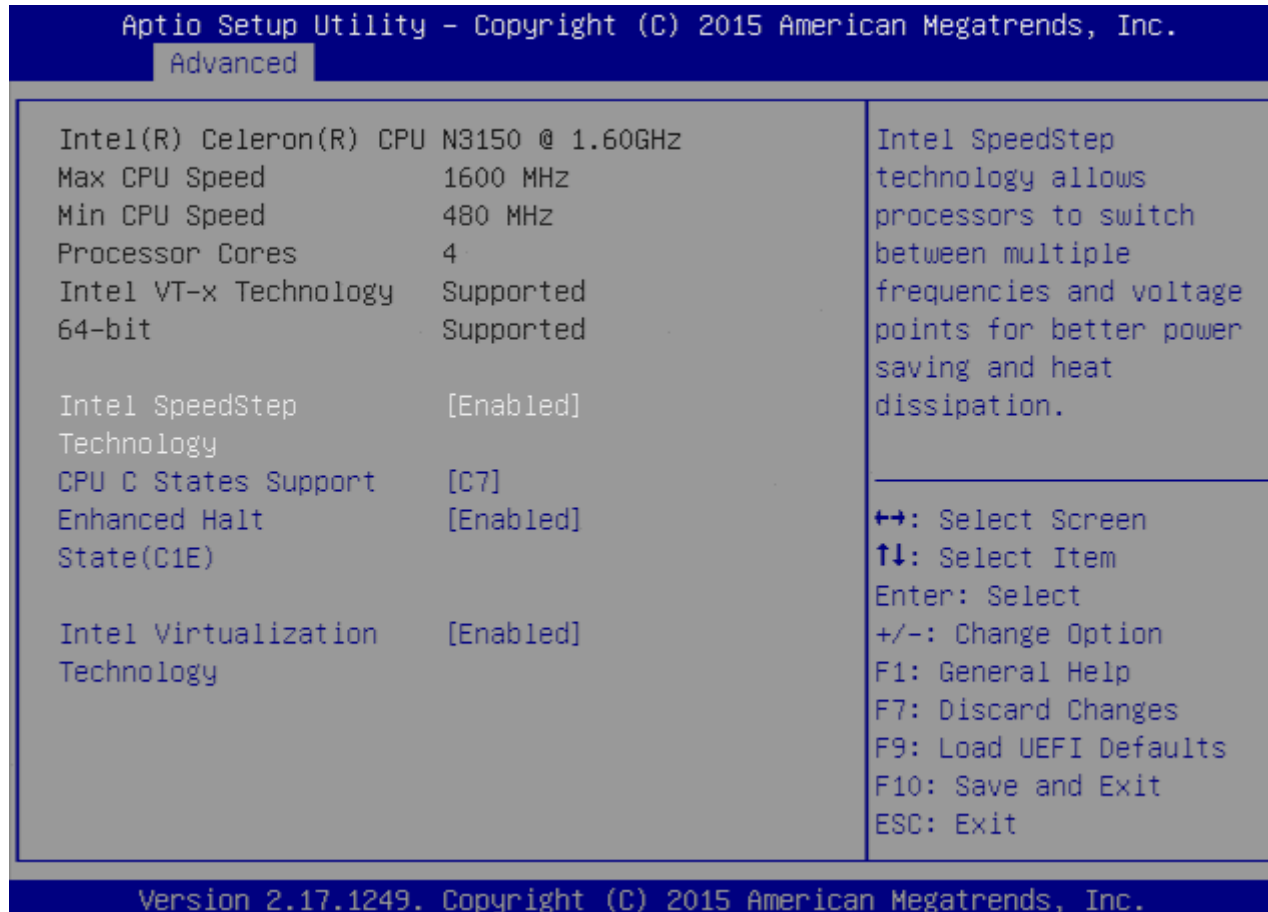 Aptio Setup Utility – Copyright (C) 2015 American Megatrends, Inc.
Advanced
Intel(R) Celeron(R) CPU N3150 @ 1.60GHz
Max CPU Speed 1600 MHz
Min CPU Speed 480 MHz
Processor Cores 4
Intel VT-x Technology Supported
64-bit Supported
Intel SpeedStep [Enabled]
Technology
CPU C States Support [C7]
Enhanced Halt [Enabled]
State(C1E)
Intel Virtualization [Enabled]
Technology
Intel SpeedStep
technology allows
processors to switch
between multiple
frequencies and voltage
points for better power
saving and heat
dissipation.
↔: Select Screen
↑↓: Select Item
Enter: Select
+/-: Change Option
F1: General Help
F7: Discard Changes
F9: Load UEFI Defaults
F10: Save and Exit
ESC: Exit
Version 2.17.1249. Copyright (C) 2015 American Megatrends, Inc.